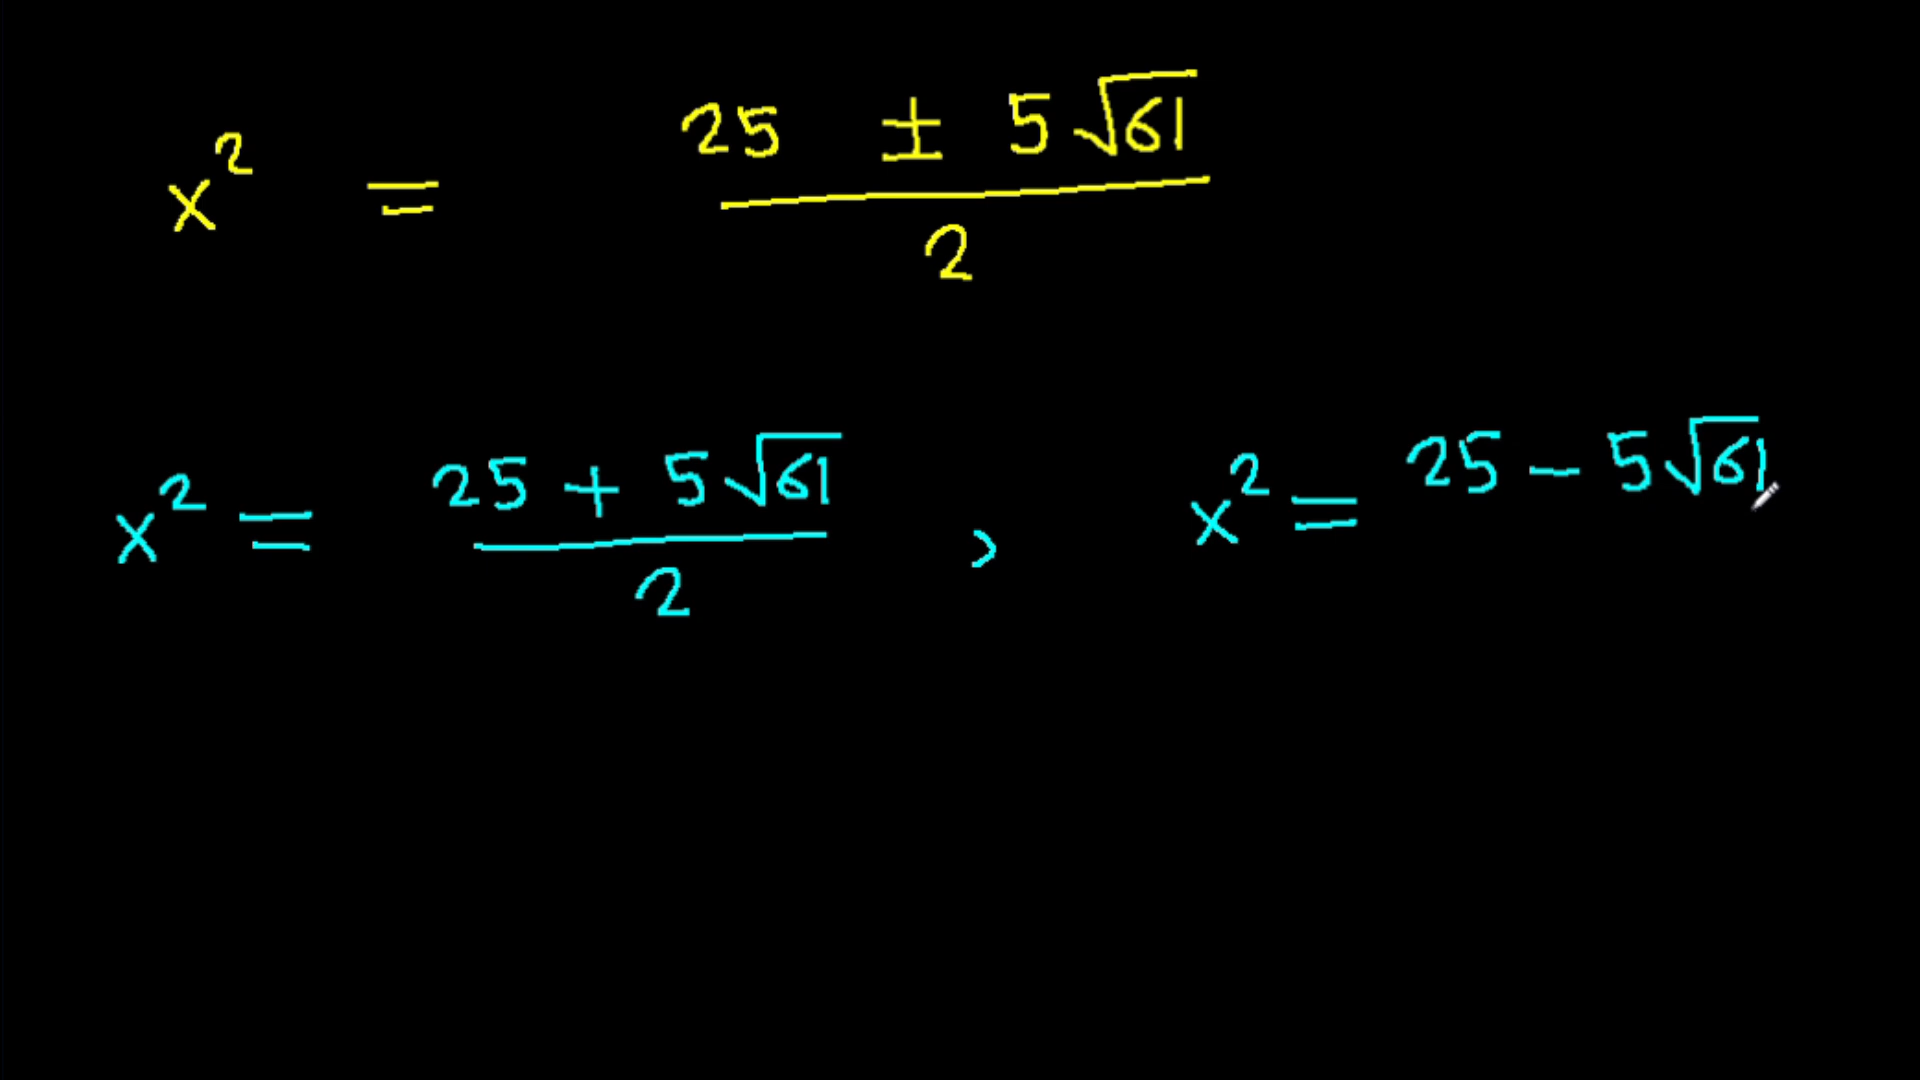 x² = (25 ± 5√61)/2
x² = (25 + 5√61)/2 , x² = 25 - 5√61